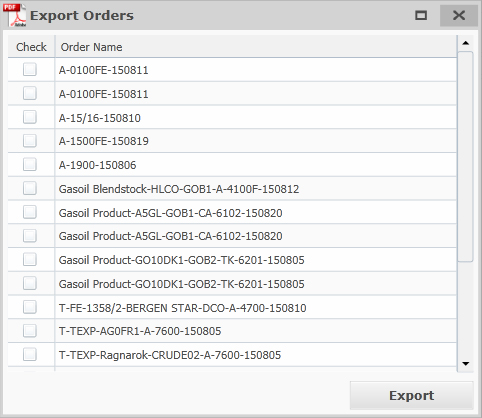 PDF Export Orders
Check Order Name
A-0100FE-150811
A-0100FE-150811
A-15/16-150810
A-1500FE-150819
A-1900-150806
Gasoil Blendstock-HLCO-GOB1-A-4100F-150812
Gasoil Product-A5GL-GOB1-CA-6102-150820
Gasoil Product-A5GL-GOB1-CA-6102-150820
Gasoil Product-GO10DK1-GOB2-TK-6201-150805
Gasoil Product-GO10DK1-GOB2-TK-6201-150805
T-FE-1358/2-BERGEN STAR-DCO-A-4700-150810
T-TEXP-AG0FR1-A-7600-150805
T-TEXP-Ragnarok-CRUDE02-A-7600-150805
Export